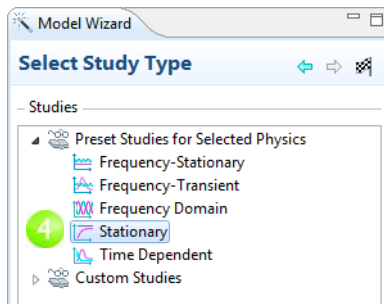 Model Wizard
Select Study Type
Studies
Preset Studies for Selected Physics
Frequency-Stationary
Frequency-Transient
Frequency Domain
4 Stationary
Time Dependent
Custom Studies